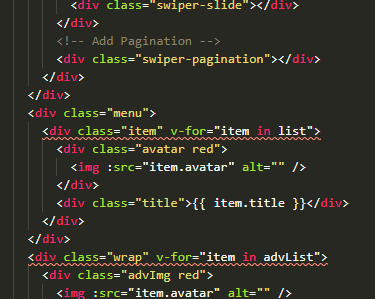 <div class="swiper-slide"></div>
</div>
<!-- Add Pagination -->
<div class="swiper-pagination"></div>
</div>
</div>
<div class="menu">
<div class="item" v-for="item in list">
<div class="avatar red">
<img :src="item.avatar" alt="" />
</div>
<div class="title">{{ item.title }}</div>
</div>
</div>
<div class="wrap" v-for="item in advList">
<div class="advImg red">
<img :src="item.avatar" alt="" />